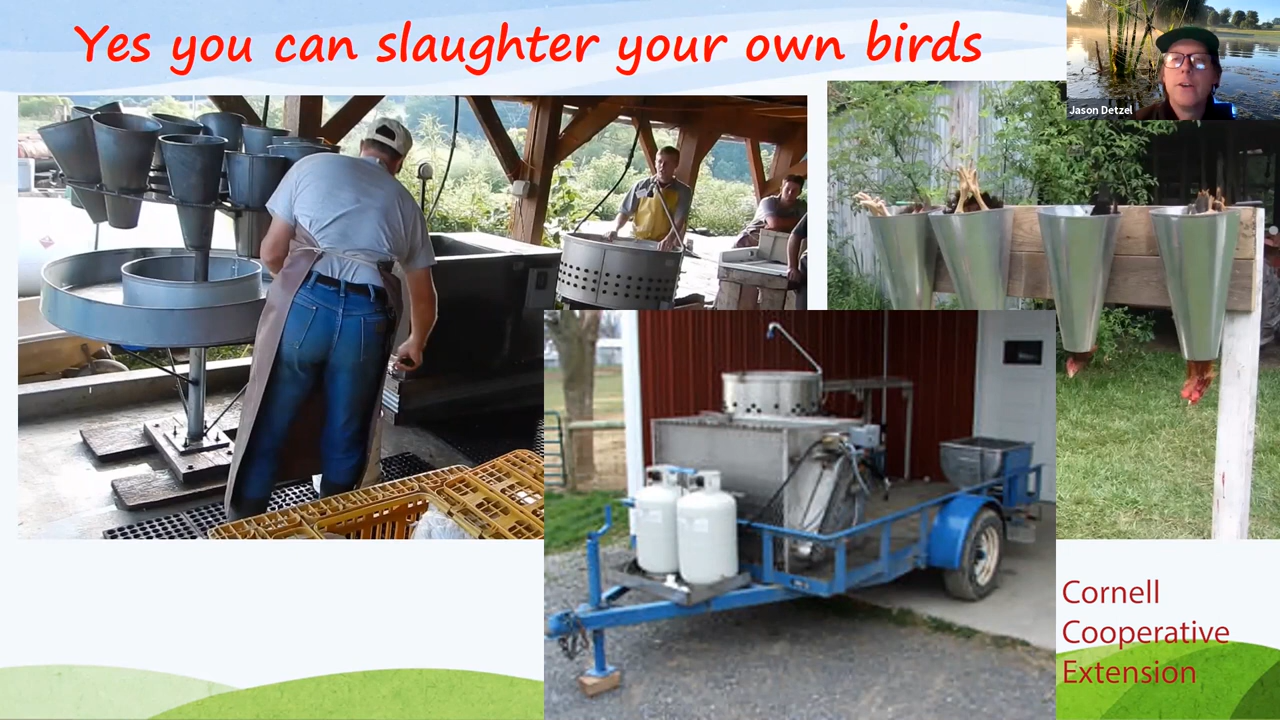 Yes you can slaughter your own birds
Jason Detzel
Cornell
Cooperative
Extension